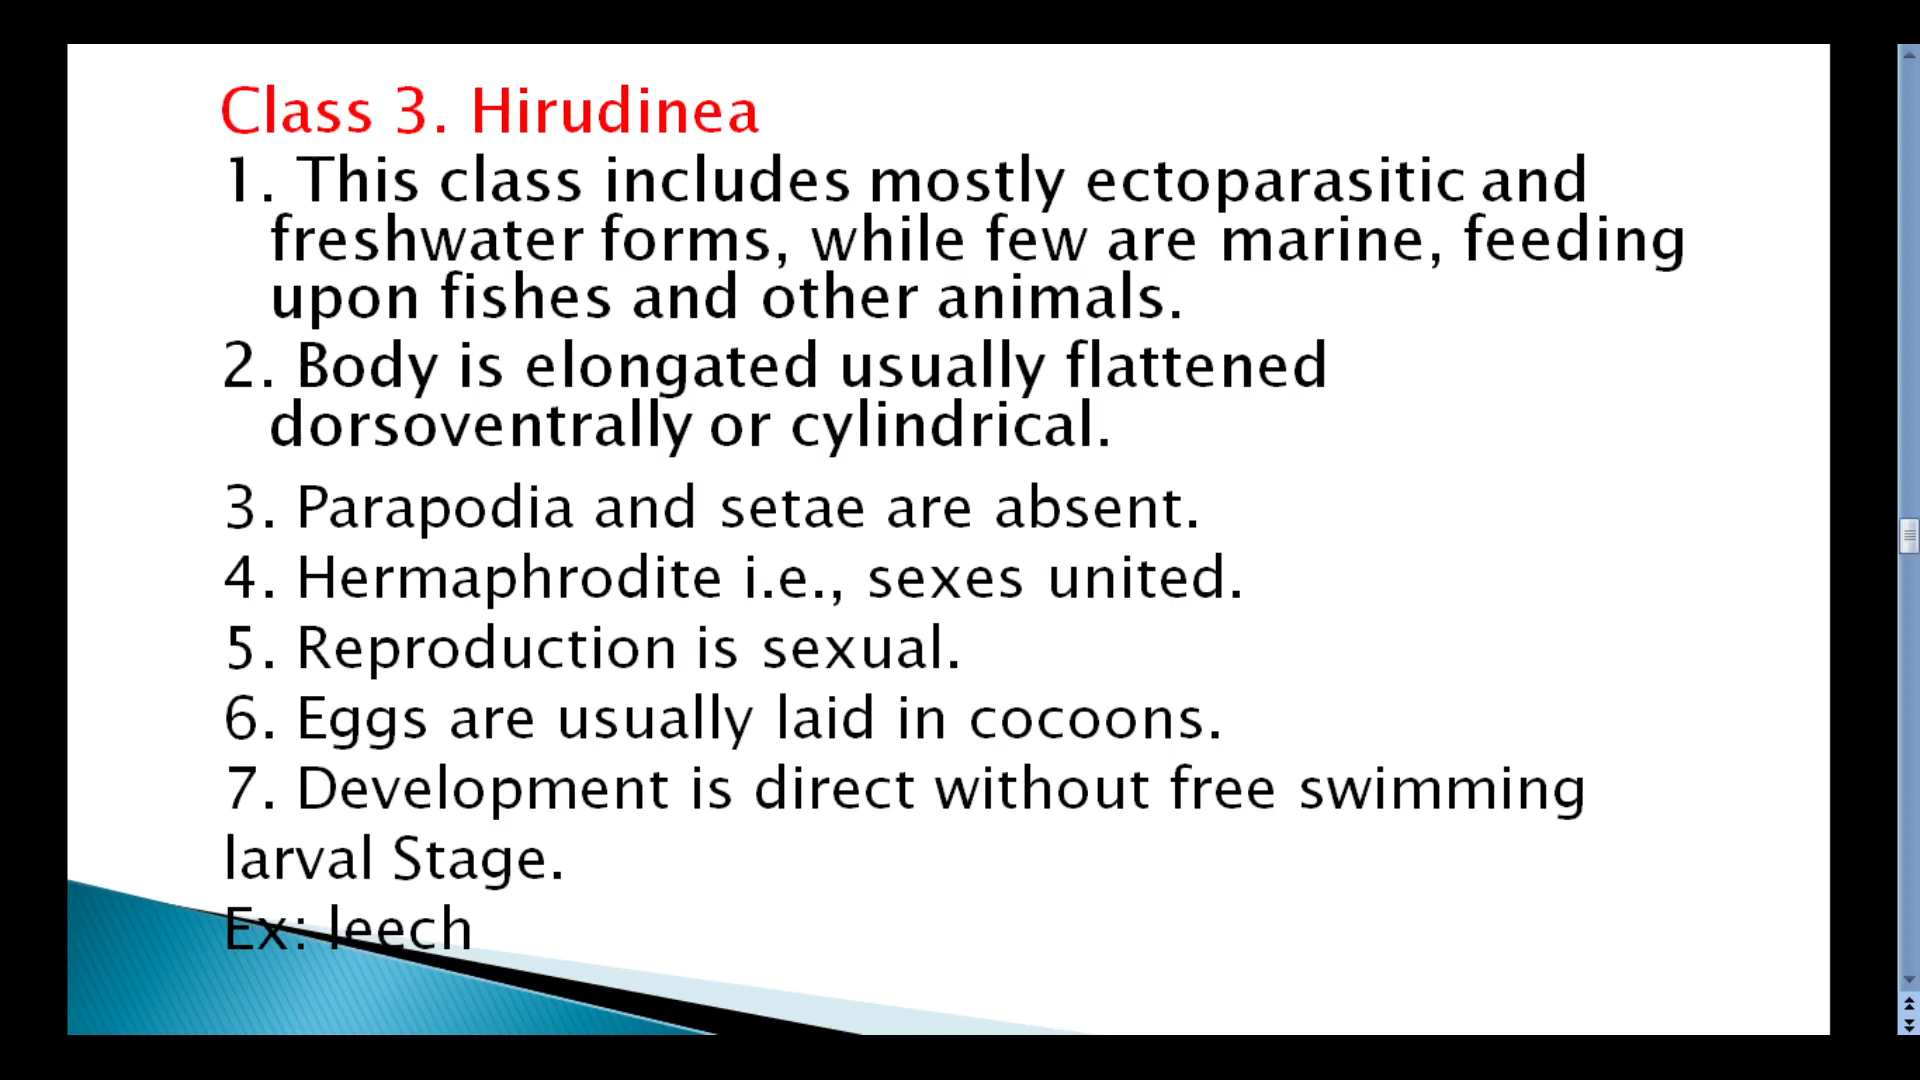 Class 3. Hirudinea
1. This class includes mostly ectoparasitic and
freshwater forms, while few are marine, feeding
upon fishes and other animals.
2. Body is elongated usually flattened
dorsoventrally or cylindrical.
3. Parapodia and setae are absent.
4. Hermaphrodite i.e., sexes united.
5. Reproduction is sexual.
6. Eggs are usually laid in cocoons.
7. Development is direct without free swimming
larval Stage.
Ex: leech